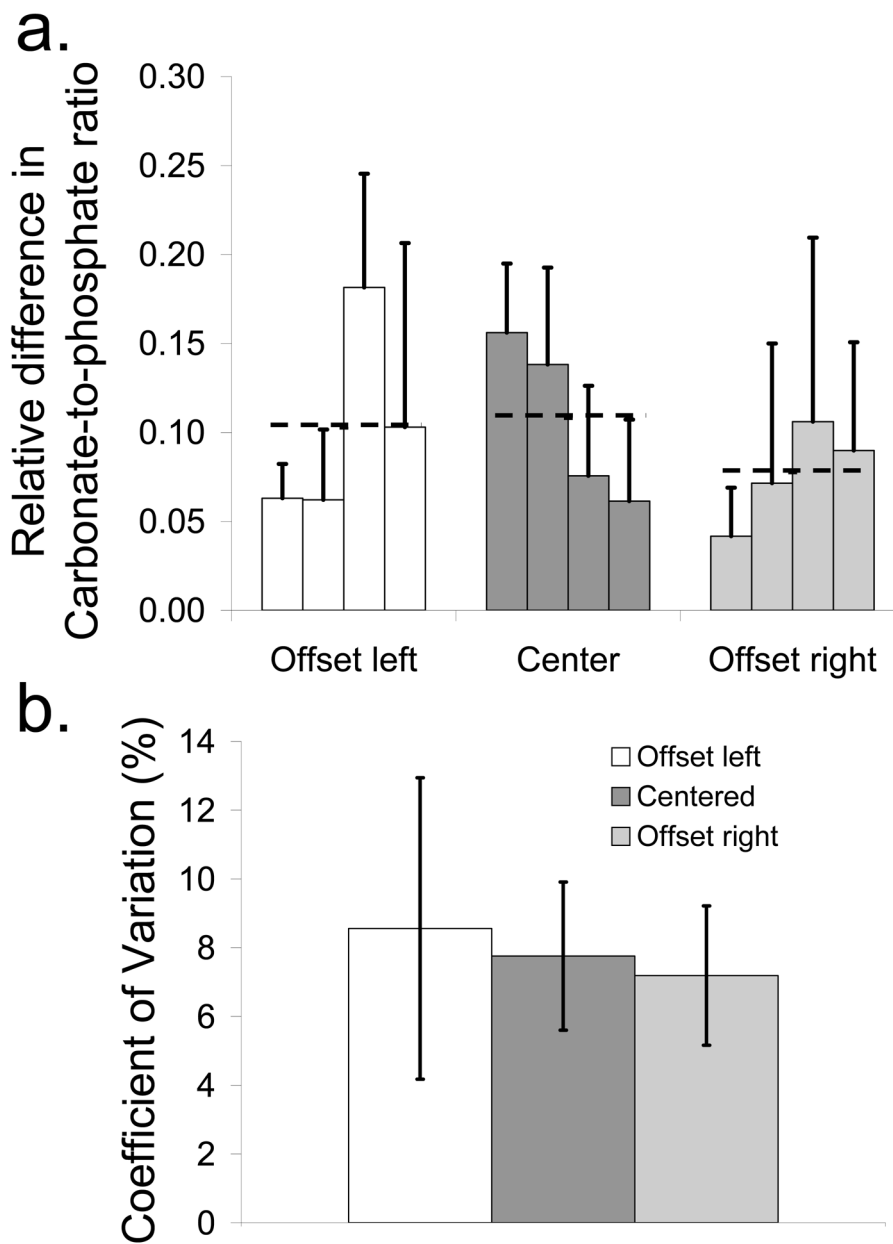 a.
Relative difference in
Carbonate-to-phosphate ratio
0.30
0.25
0.20
0.15
0.10
0.05
0.00
Offset left
Center
Offset right
b.
Coefficient of Variation (%)
14
12
10
8
6
4
2
0
Offset left
Centered
Offset right